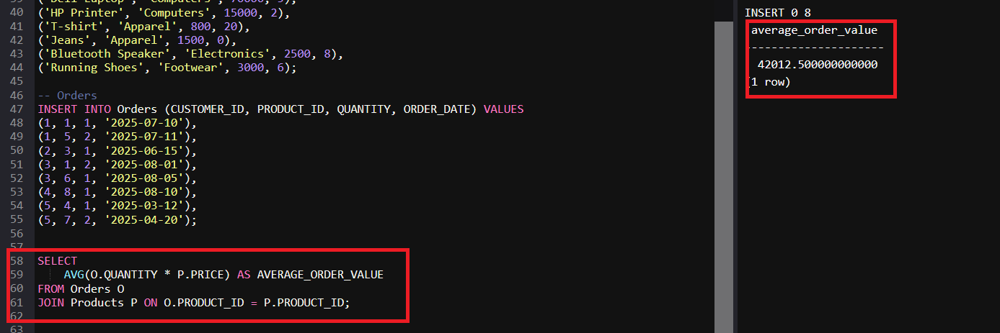 40 ('HP Printer', 'Computers', 15000, 2),
41 ('T-shirt', 'Apparel', 800, 20),
42 ('Jeans', 'Apparel', 1500, 0),
43 ('Bluetooth Speaker', 'Electronics', 2500, 8),
44 ('Running Shoes', 'Footwear', 3000, 6);
45
46 -- Orders
47 INSERT INTO Orders (CUSTOMER_ID, PRODUCT_ID, QUANTITY, ORDER_DATE) VALUES
48 (1, 1, 1, '2025-07-10'),
49 (1, 5, 2, '2025-07-11'),
50 (2, 3, 1, '2025-06-15'),
51 (3, 1, 2, '2025-08-01'),
52 (3, 6, 1, '2025-08-05'),
53 (4, 8, 1, '2025-08-10'),
54 (5, 4, 1, '2025-03-12'),
55 (5, 7, 2, '2025-04-20');
56
57
58 SELECT
59 AVG(O.QUANTITY * P.PRICE) AS AVERAGE_ORDER_VALUE
60 FROM Orders O
61 JOIN Products P ON O.PRODUCT_ID = P.PRODUCT_ID;
62
63
INSERT 0 8
average_order_value
---------------------
42012.500000000000
(1 row)